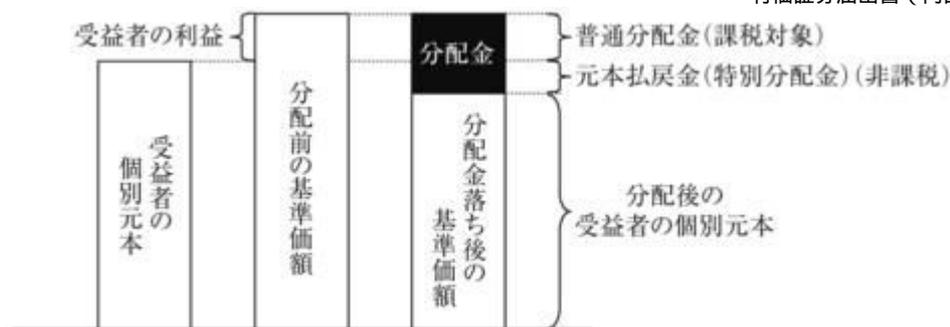 受益者の利益
分配金
普通分配金(課税対象)
元本払戻金(特別分配金)(非課税)
受益者の
個別元本
分配前の基準価額
分配金落ち後の
基準価額
分配後の
受益者の個別元本